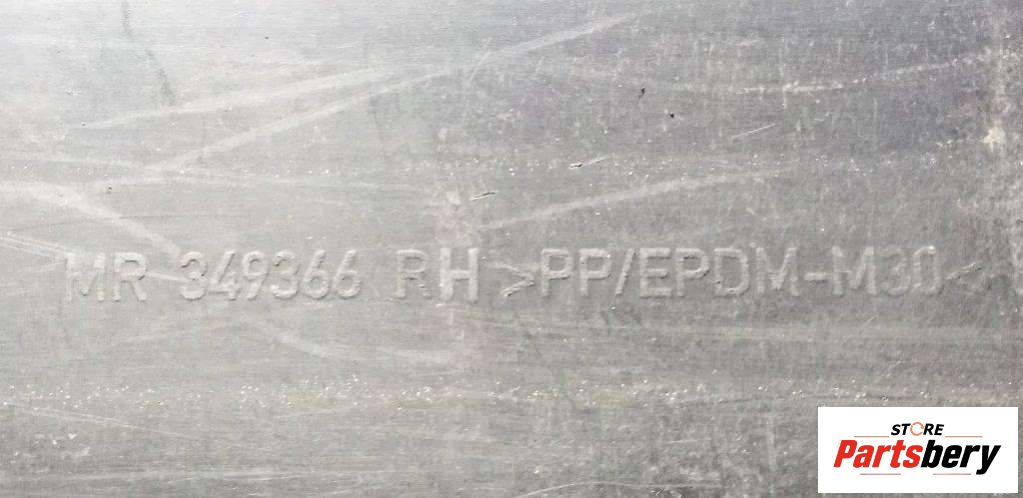 MR 349366 RH >PP/EPDM-M30<
STORE
Partsbery